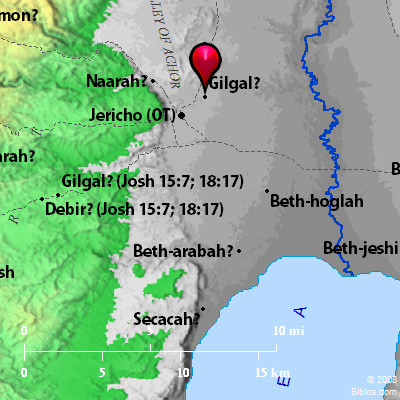 mon?
LLEY OF ACHOR
Naarah?
Gilgal?
Jericho (OT)
arah?
Gilgal? (Josh 15:7; 18:17)
Debir? (Josh 15:7; 18:17)
R
B
Beth-hoglah
Beth-arabah?
Beth-jeshi
sh
Secacah?
E A
0 10 mi
0 5 10 15 km
© 2008
Biblos.com